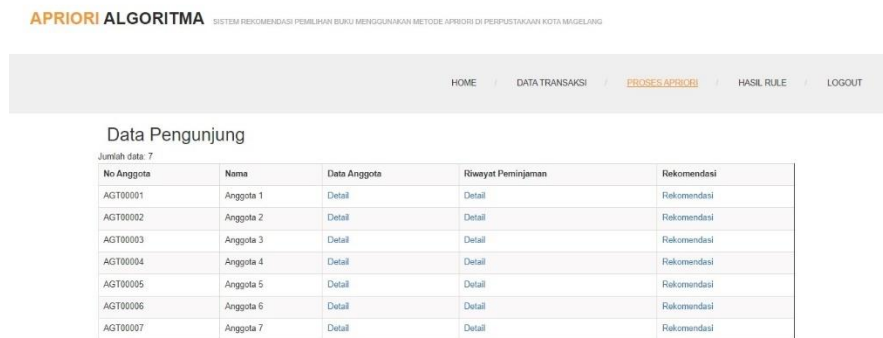 APRIORI ALGORITMA SISTEM REKOMENDASI PEMILIHAN BUKU MENGGUNAKAN METODE APRIORI DI PERPUSTAKAAN KOTA MAGELANG
HOME / DATA TRANSAKSI / PROSES APRIORI / HASIL RULE / LOGOUT
Data Pengunjung
Jumlah data: 7
No Anggota Nama Data Anggota Riwayat Peminjaman Rekomendasi
AGT00001 Anggota 1 Detail Detail Rekomendasi
AGT00002 Anggota 2 Detail Detail Rekomendasi
AGT00003 Anggota 3 Detail Detail Rekomendasi
AGT00004 Anggota 4 Detail Detail Rekomendasi
AGT00005 Anggota 5 Detail Detail Rekomendasi
AGT00006 Anggota 6 Detail Detail Rekomendasi
AGT00007 Anggota 7 Detail Detail Rekomendasi